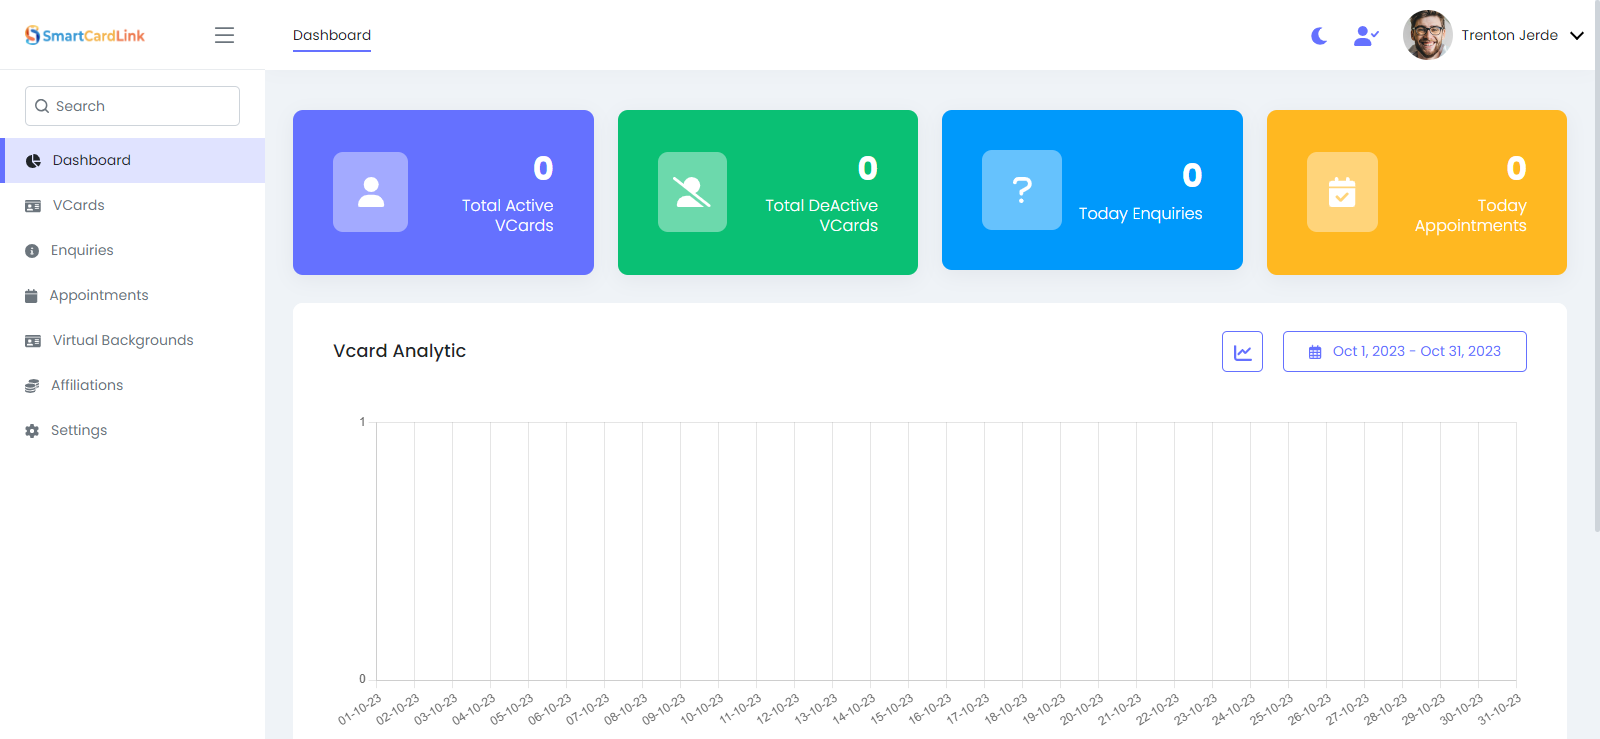 SmartCardLink
Dashboard
Trenton Jerde
Search
Dashboard
VCards
Enquiries
Appointments
Virtual Backgrounds
Affiliations
Settings
0
Total Active
VCards
0
Total DeActive
VCards
?
0
Today Enquiries
0
Today
Appointments
Vcard Analytic
Oct 1, 2023 - Oct 31, 2023
1
0
01-10-23
02-10-23
03-10-23
04-10-23
05-10-23
06-10-23
07-10-23
08-10-23
09-10-23
10-10-23
11-10-23
12-10-23
13-10-23
14-10-23
15-10-23
16-10-23
17-10-23
18-10-23
19-10-23
20-10-23
21-10-23
22-10-23
23-10-23
24-10-23
25-10-23
26-10-23
27-10-23
28-10-23
29-10-23
30-10-23
31-10-23